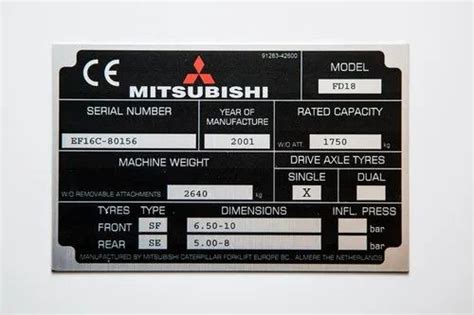 91283-42600
CE
MITSUBISHI
MODEL
FD18
SERIAL NUMBER
EF16C-80156
YEAR OF
MANUFACTURE
2001
RATED CAPACITY
W/O ATT. 1750 kg
MACHINE WEIGHT
W/O REMOVABLE ATTACHMENTS 2640 kg
DRIVE AXLE TYRES
SINGLE DUAL
X
TYRES TYPE DIMENSIONS INFL. PRESS
FRONT SF 6.50-10 bar
REAR SE 5.00-8 bar
MANUFACTURED BY MITSUBISHI CATERPILLAR FORKLIFT EUROPE BC. ALMERE THE NETHERLANDS